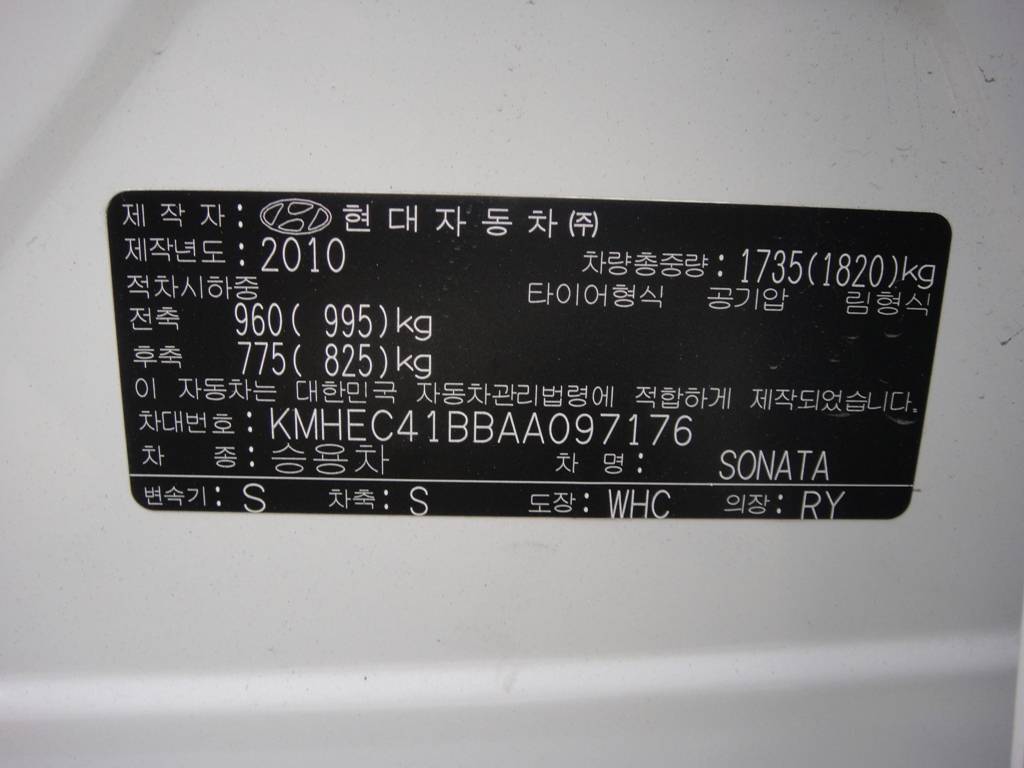 제 작 자 : 현 대 자 동 차 ㈜
제작년도 : 2010 차량총중량 : 1735(1820)kg
적차시하중 타이어형식 공기압 림형식
전축 960( 995)kg
후축 775( 825)kg
이 자동차는 대한민국 자동차관리법령에 적합하게 제작되었습니다.
차대번호 : KMHEC41BBAA097176
차 종 : 승용차 차 명 : SONATA
변속기 : S 차축 : S 도장 : WHC 의장 : RY